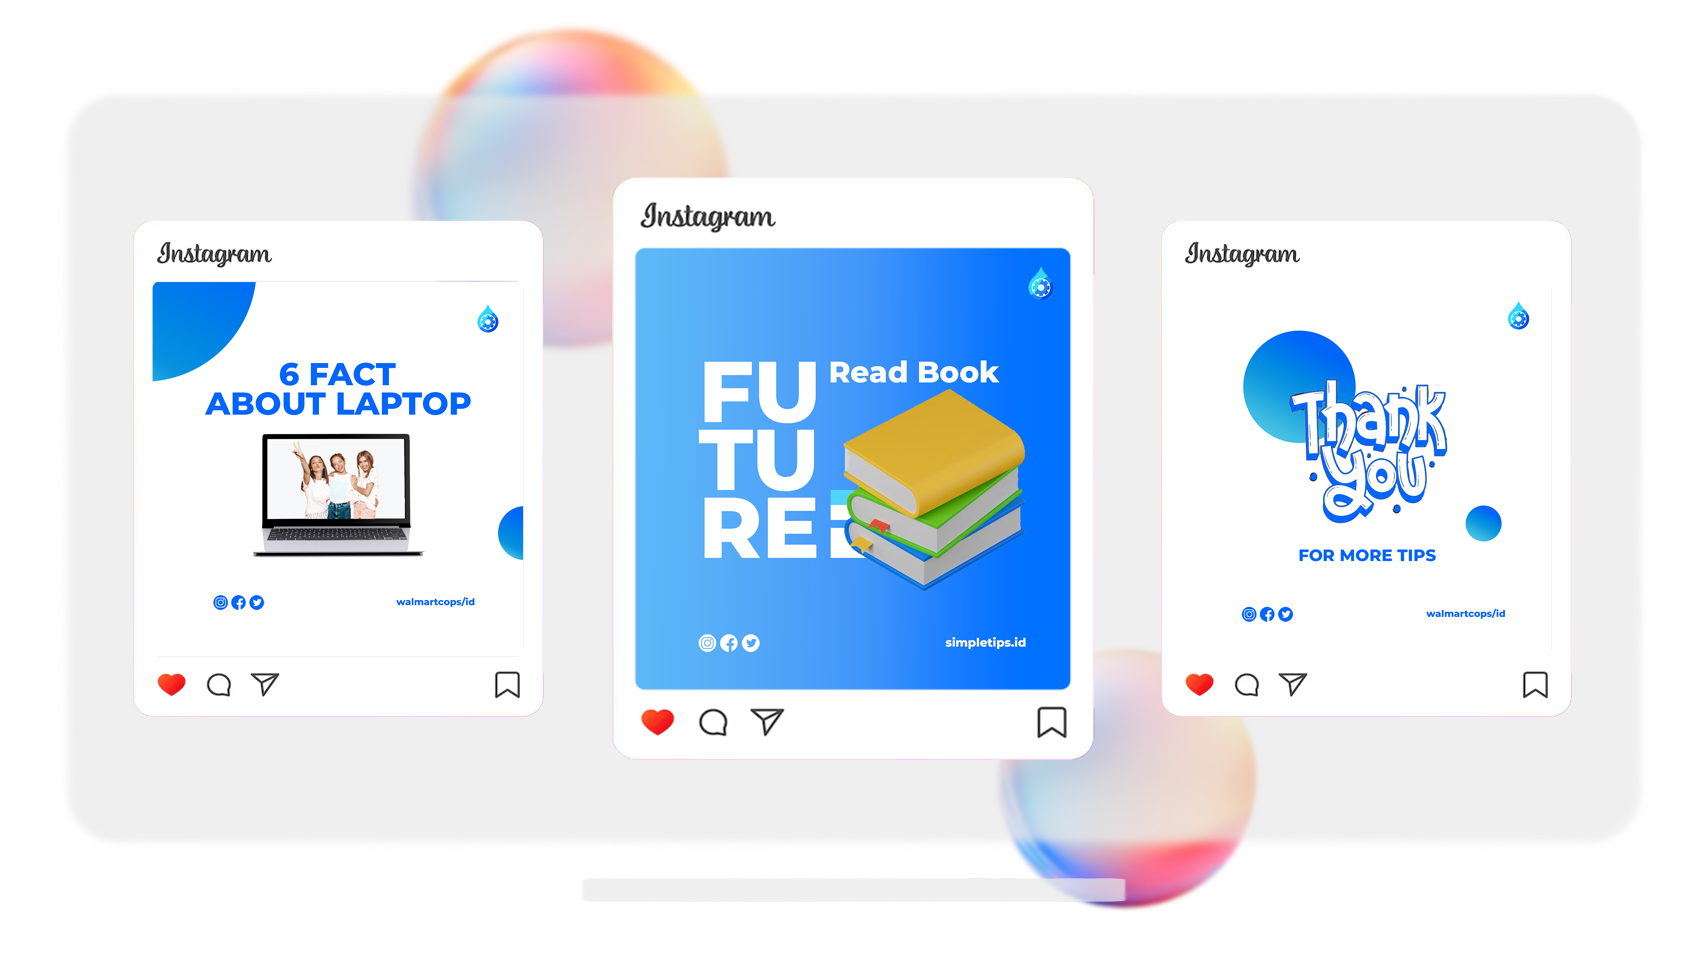 Instagram
6 FACT
ABOUT LAPTOP
walmartcops/id
Instagram
FU
TU
RE
Read Book
simpletips.id
Instagram
Thank
you
FOR MORE TIPS
walmartcops/id